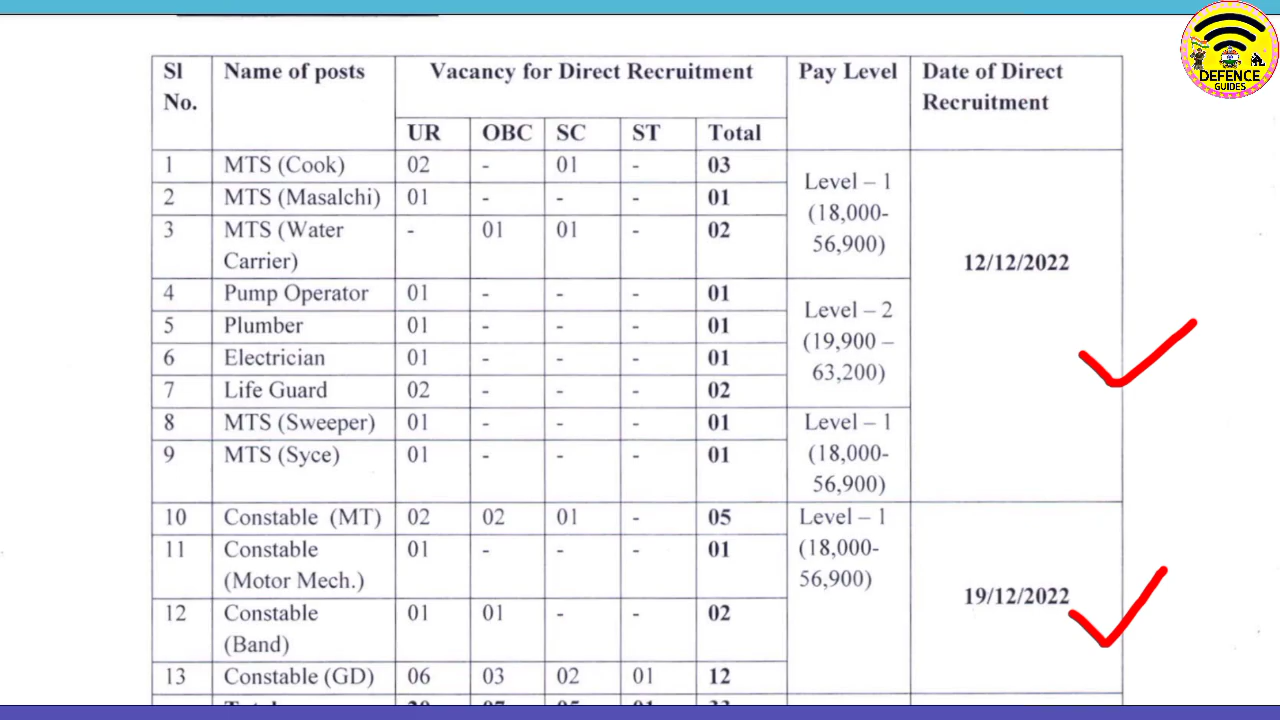 DEFENCE
GUIDES
Sl No. Name of posts Vacancy for Direct Recruitment Pay Level Date of Direct Recruitment
UR OBC SC ST Total
1 MTS (Cook) 02 - 01 - 03 Level – 1 (18,000-56,900) 12/12/2022
2 MTS (Masalchi) 01 - - - 01
3 MTS (Water Carrier) - 01 01 - 02
4 Pump Operator 01 - - - 01 Level – 2 (19,900 – 63,200)
5 Plumber 01 - - - 01
6 Electrician 01 - - - 01
7 Life Guard 02 - - - 02
8 MTS (Sweeper) 01 - - - 01 Level – 1 (18,000-56,900)
9 MTS (Syce) 01 - - - 01
10 Constable (MT) 02 02 01 - 05 Level – 1 (18,000-56,900) 19/12/2022
11 Constable (Motor Mech.) 01 - - - 01
12 Constable (Band) 01 01 - - 02
13 Constable (GD) 06 03 02 01 12